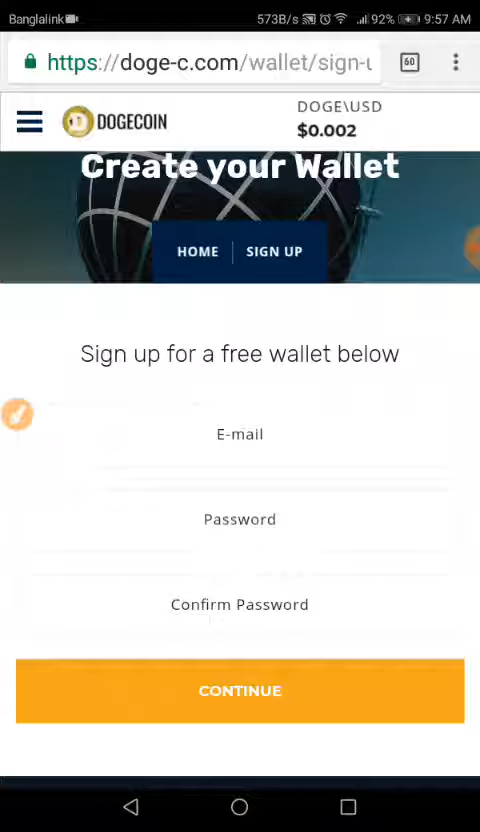 Banglalink 573B/s 92% 9:57 AM
https://doge-c.com/wallet/sign-u 60
DOGE\USD
DOGECOIN
$0.002
Create your Wallet
HOME SIGN UP
Sign up for a free wallet below
E-mail
Password
Confirm Password
CONTINUE